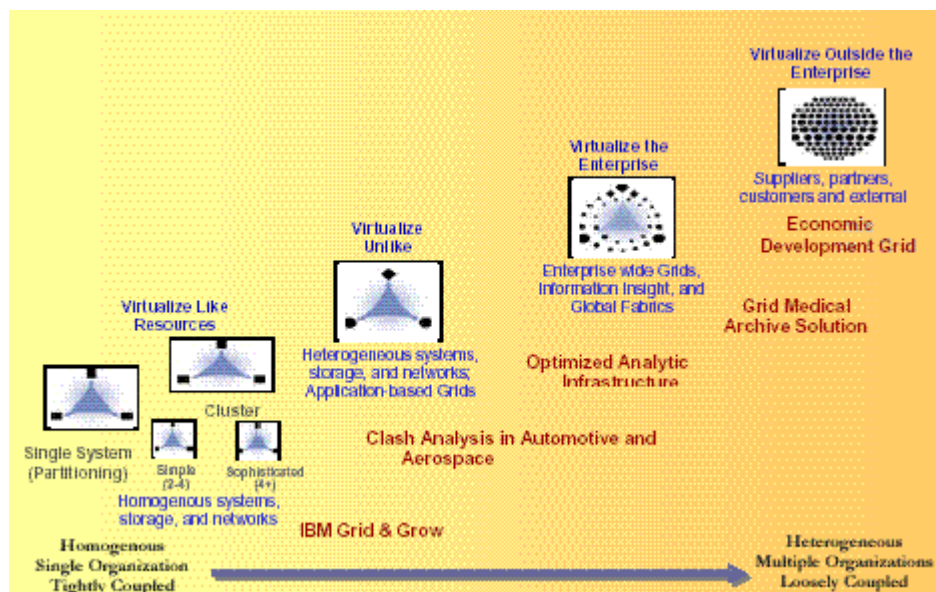 Virtualize Outside the
Enterprise
Suppliers, partners,
customers and external
Economic
Development Grid
Virtualize the
Enterprise
Enterprise wide Grids,
Information Insight, and
Global Fabrics
Grid Medical
Archive Solution
Optimized Analytic
Infrastructure
Virtualize
Unlike
Heterogeneous systems,
storage, and networks;
Application-based Grids
Clash Analysis in Automotive and
Aerospace
Virtualize Like
Resources
Cluster
Single System
(Partitioning)
Simple
(2-4)
Sophisticated
(4+)
Homogenous systems,
storage, and networks
IBM Grid & Grow
Homogenous
Single Organization
Tightly Coupled
Heterogeneous
Multiple Organizations
Loosely Coupled